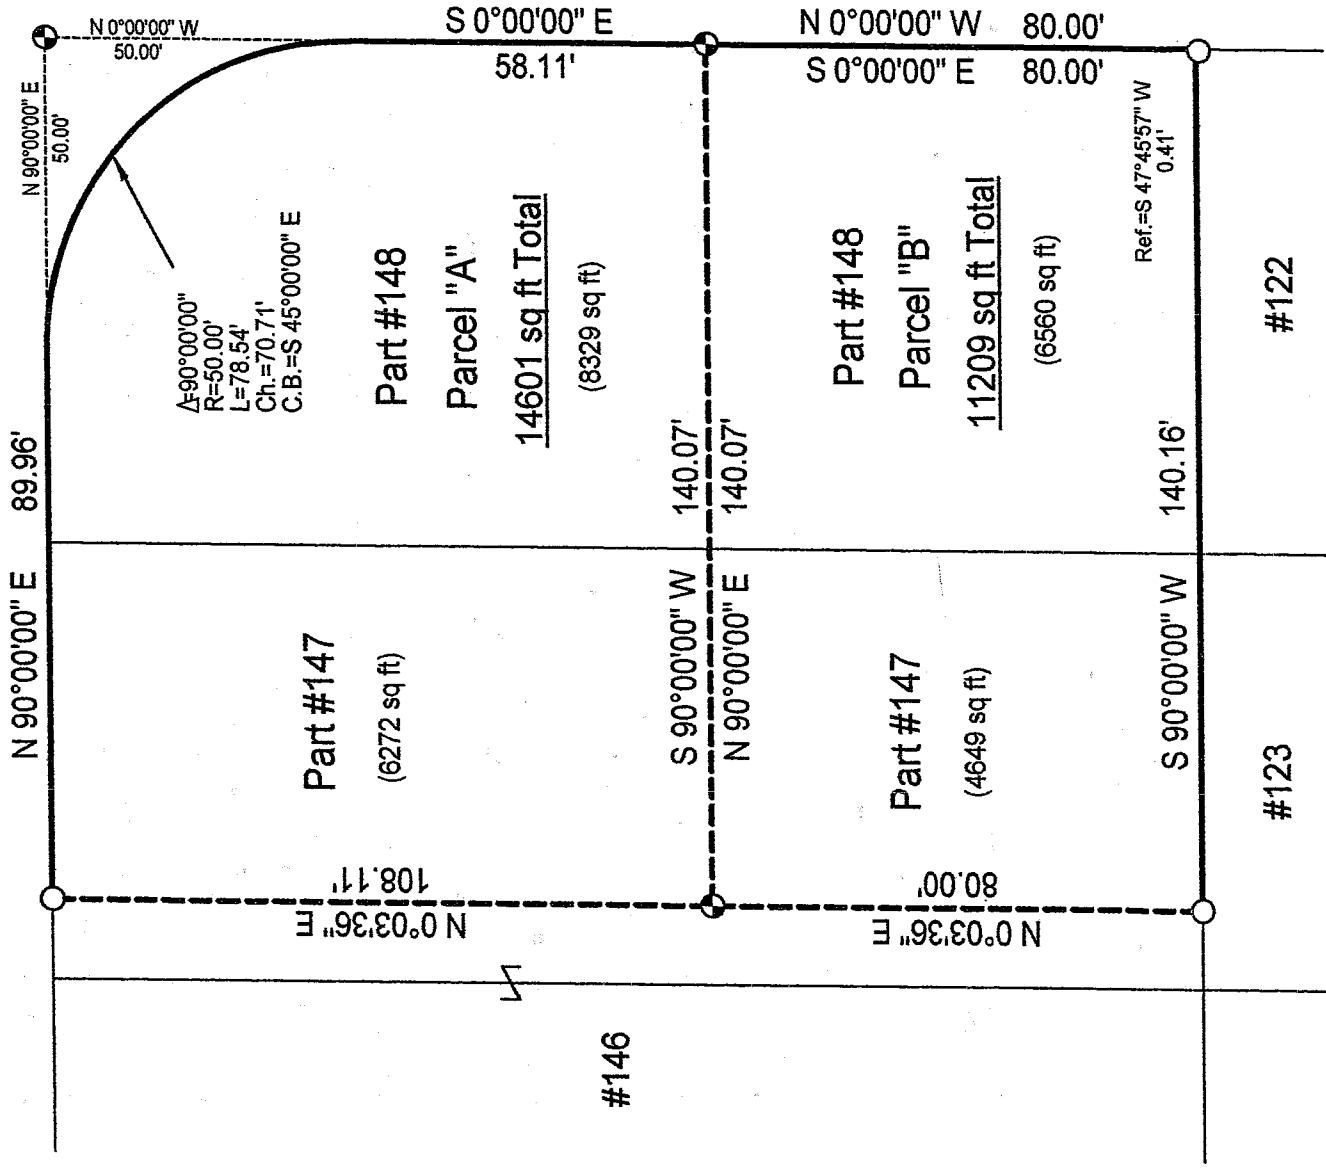 N 0°00'00" W
50.00'
S 0°00'00" E
58.11'
N 0°00'00" W 80.00'
S 0°00'00" E 80.00'
N 90°00'00" E
50.00'
Ref.=S 47°45'57" W
0.41'
Δ=90°00'00"
R=50.00'
L=78.54'
Ch.=70.71'
C.B.=S 45°00'00" E
Part #148
Parcel "A"
14601 sq ft Total
(8329 sq ft)
Part #148
Parcel "B"
11209 sq ft Total
(6560 sq ft)
#122
N 90°00'00" E 89.96'
S 90°00'00" W 140.07'
N 90°00'00" E 140.07'
S 90°00'00" W 140.16'
Part #147
(6272 sq ft)
Part #147
(4649 sq ft)
#123
108.11'
N 0°03'36" E
80.00'
N 0°03'36" E
#146